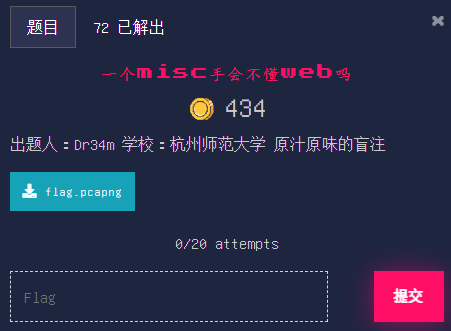 题目 72 已解出 ×
一个misc手会不懂web吗
434
出题人：Dr34m 学校：杭州师范大学 原汁原味的盲注
flag.pcapng
0/20 attempts
Flag 提交